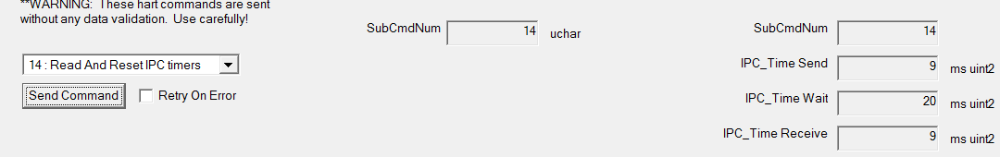 **WARNING: These hart commands are sent
without any data validation. Use carefully!
14 : Read And Reset IPC timers
Send Command Retry On Error
SubCmdNum 14 uchar
SubCmdNum 14
IPC_Time Send 9 ms uint2
IPC_Time Wait 20 ms uint2
IPC_Time Receive 9 ms uint2